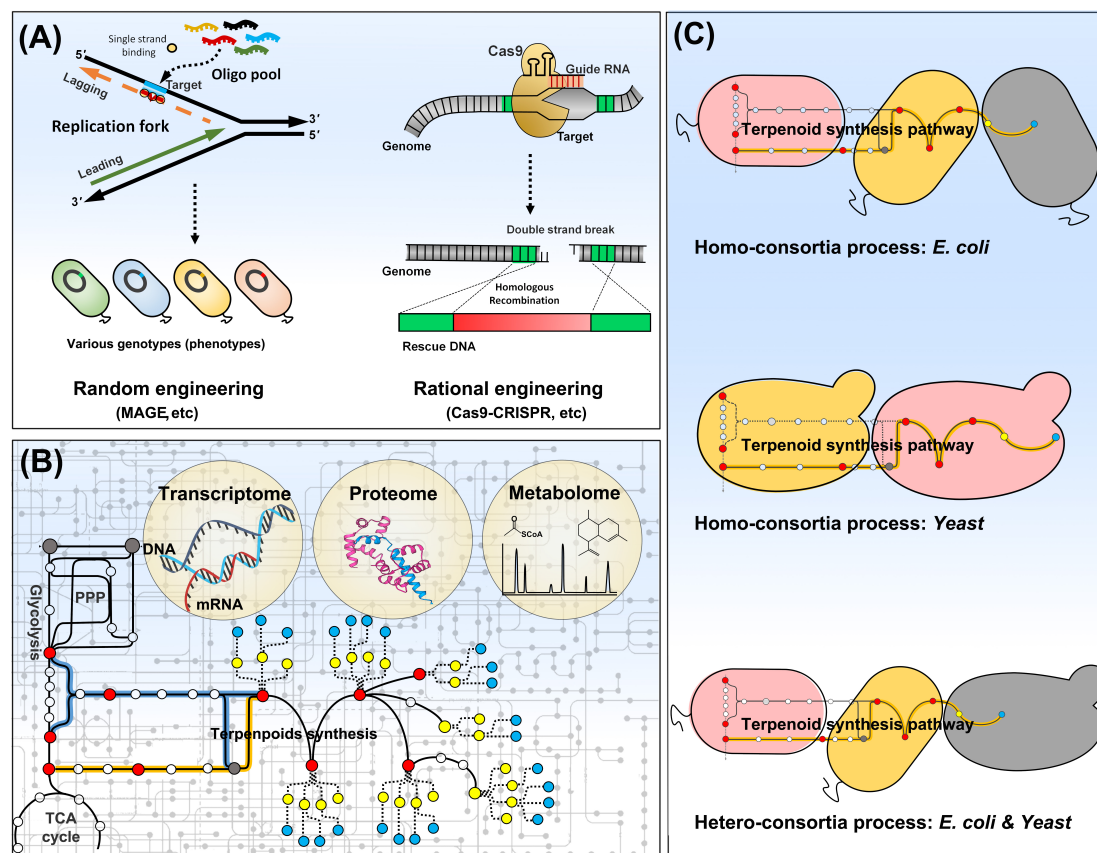 (A)
Single strand
binding
Oligo pool
5′
Lagging
Target
Replication fork
3′
5′
Leading
3′
Various genotypes (phenotypes)
Random engineering
(MAGE, etc)
Cas9
Guide RNA
Target
Genome
Double strand break
Genome
Homologous
Recombination
Rescue DNA
Rational engineering
(Cas9-CRISPR, etc)
(B)
Transcriptome
DNA
mRNA
Proteome
Metabolome
SCoA
Glycolysis
PPP
Terpenpoids synthesis
TCA
cycle
(C)
Terpenoid synthesis pathway
Homo-consortia process: E. coli
Terpenoid synthesis pathway
Homo-consortia process: Yeast
Terpenoid synthesis pathway
Hetero-consortia process: E. coli & Yeast